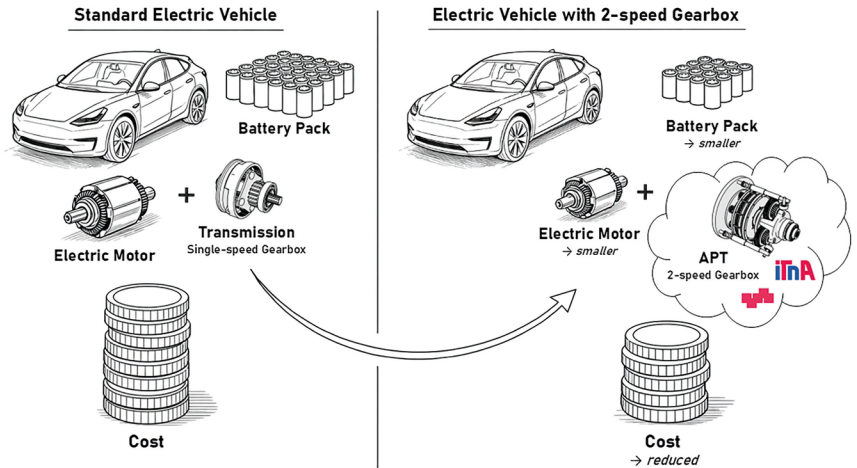 Standard Electric Vehicle
Battery Pack
Electric Motor
+
Transmission
Single-speed Gearbox
Cost
Electric Vehicle with 2-speed Gearbox
Battery Pack
→ smaller
Electric Motor
→ smaller
+
APT
2-speed Gearbox
iTnA
Cost
→ reduced